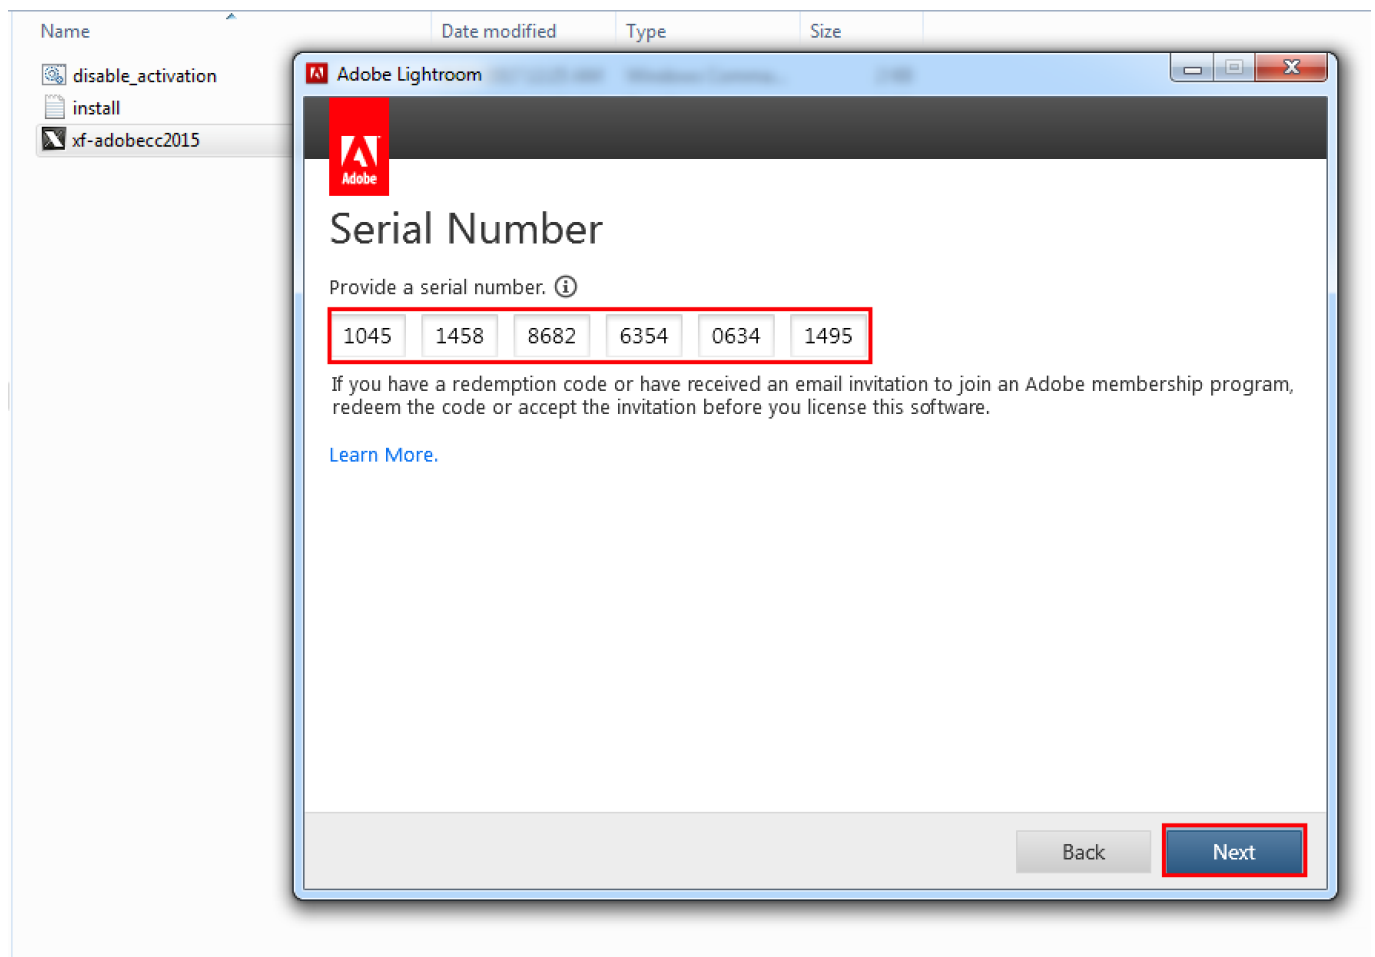 Name Date modified Type Size
disable_activation
install
xf-adobecc2015
Adobe Lightroom
Adobe
Serial Number
Provide a serial number.
1045 1458 8682 6354 0634 1495
If you have a redemption code or have received an email invitation to join an Adobe membership program,
redeem the code or accept the invitation before you license this software.
Learn More.
Back Next